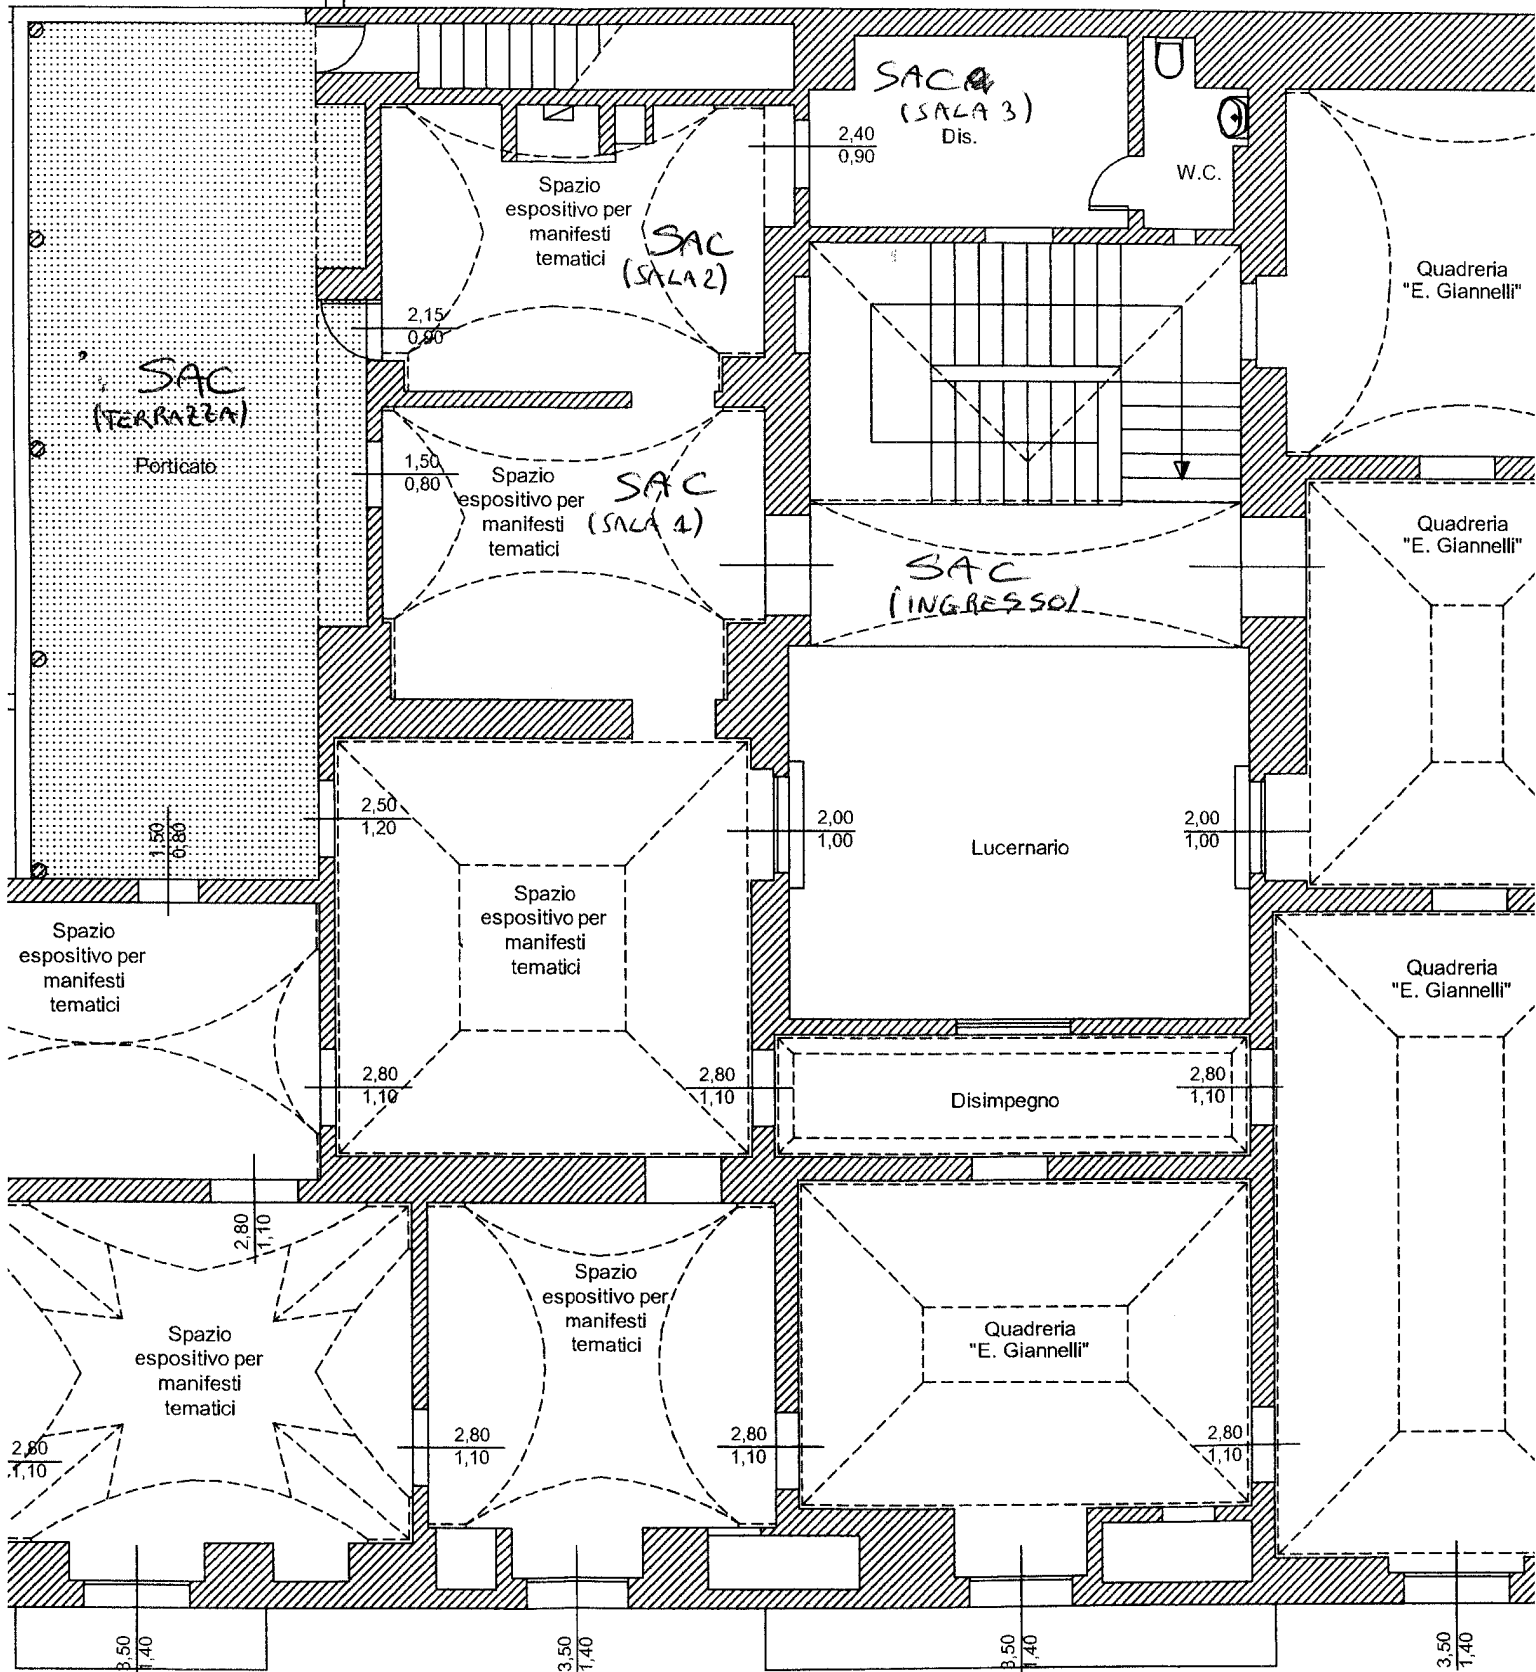 SAC
(SALA 3)
Dis.
2,40
0,90
W.C.
Spazio
espositivo per
manifesti
tematici
SAC
(SALA 2)
Quadreria
"E. Giannelli"
2,15
0,90
SAC
(TERRAZZA)
Porticato
1,50
0,80
Spazio
espositivo per
manifesti
tematici
SAC
(SALA 1)
Quadreria
"E. Giannelli"
SAC
(INGRESSO)
1,50
0,80
2,50
1,20
2,00
1,00
Lucernario
2,00
1,00
Spazio
espositivo per
manifesti
tematici
Spazio
espositivo per
manifesti
tematici
Quadreria
"E. Giannelli"
2,80
1,10
2,80
1,10
Disimpegno
2,80
1,10
2,80
1,10
Spazio
espositivo per
manifesti
tematici
Spazio
espositivo per
manifesti
tematici
Quadreria
"E. Giannelli"
2,80
1,10
2,80
1,10
2,80
1,10
2,80
1,10
3,50
1,40
3,50
1,40
3,50
1,40
3,50
1,40